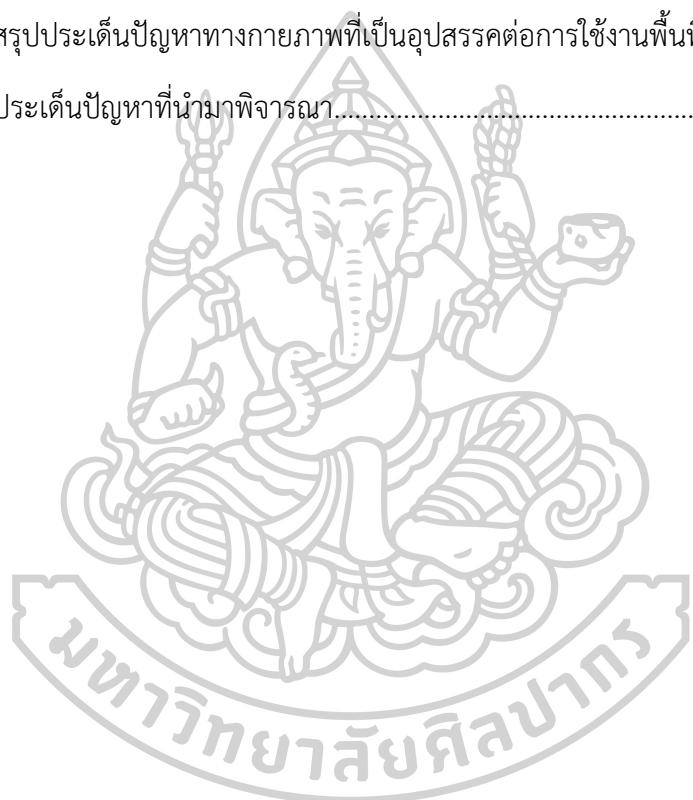 สรุปประเด็นปัญหาทางกายภาพที่เป็นอุปสรรคต่อการใช้งานพื้นที่
ประเด็นปัญหาที่นำมาพิจารณา............................................................
มหาวิทยาลัยศิลปากร